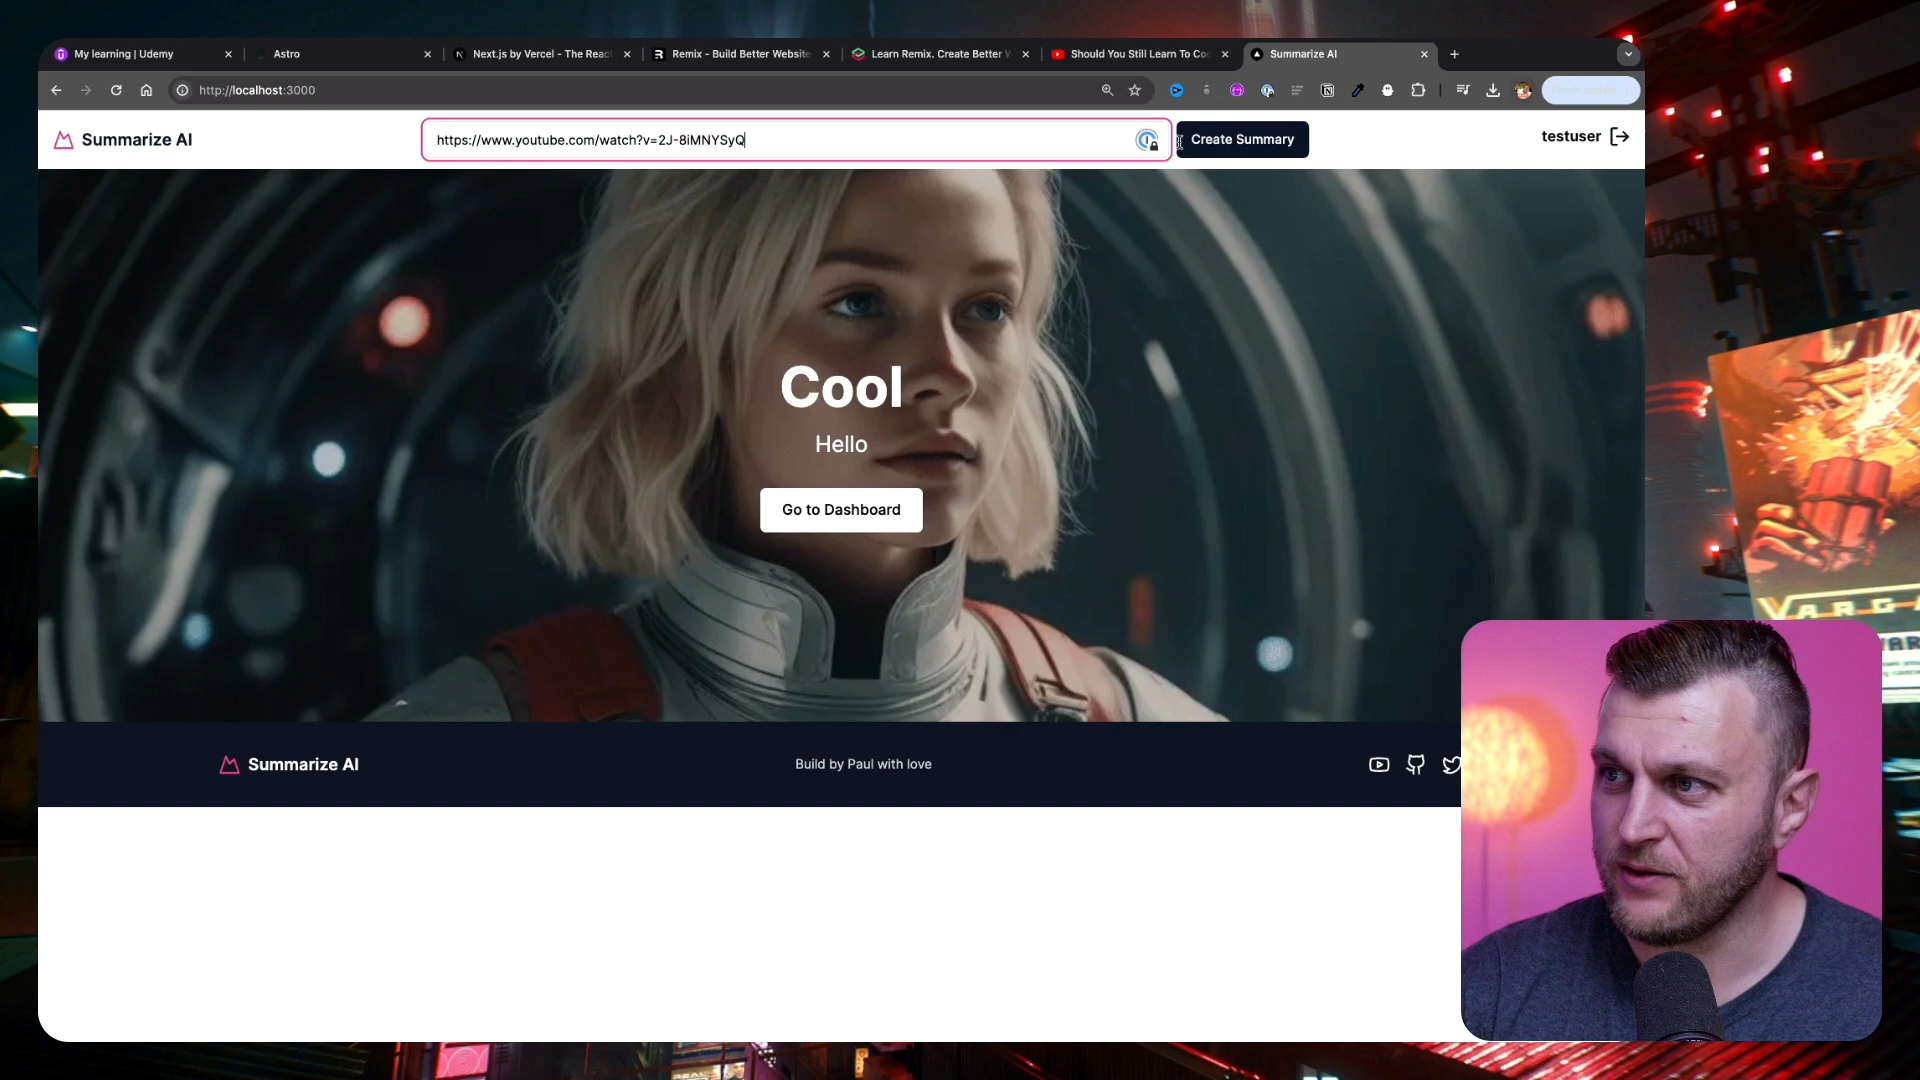 My learning | Udemy
Astro
Next.js by Vercel - The Reac
Remix - Build Better Website
Learn Remix. Create Better W
Should You Still Learn To Co
Summarize AI
http://localhost:3000
Summarize AI
https://www.youtube.com/watch?v=2J-8iMNYSyQ
Create Summary
testuser
Cool
Hello
Go to Dashboard
Summarize AI
Build by Paul with love